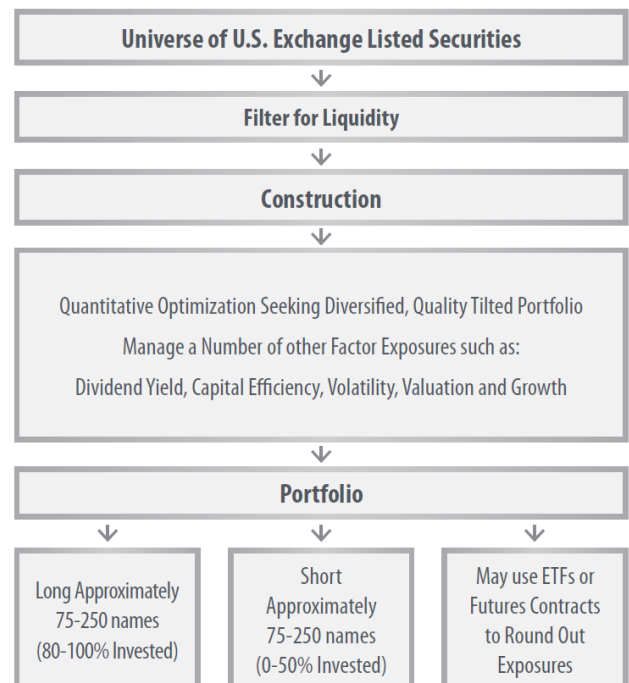 Universe of U.S. Exchange Listed Securities
Filter for Liquidity
Construction
Quantitative Optimization Seeking Diversified, Quality Tilted Portfolio
Manage a Number of other Factor Exposures such as:
Dividend Yield, Capital Efficiency, Volatility, Valuation and Growth
Portfolio
Long Approximately
75-250 names
(80-100% Invested)
Short
Approximately
75-250 names
(0-50% Invested)
May use ETFs or
Futures Contracts
to Round Out
Exposures